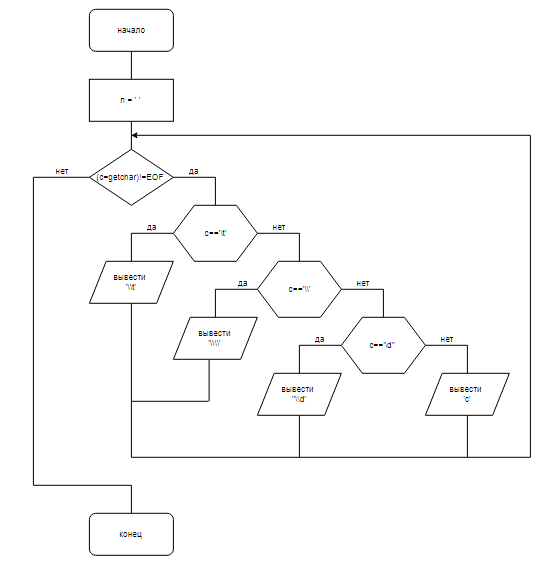 начало
n = ' '
нет
(c=getchar)!=EOF
да
да
c=='\t'
нет
вывести
'\\t'
да
c=='\\'
нет
вывести
'\\\\'
да
c=='\d''
нет
вывести
''\\d'
вывести
'c'
конец